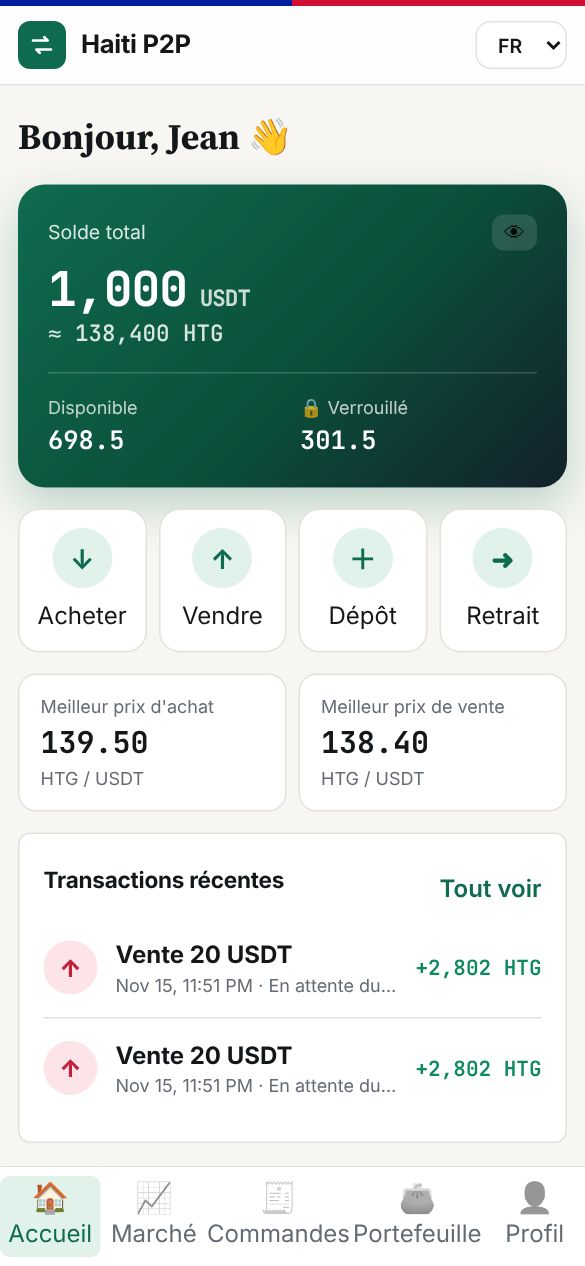 Haiti P2P
FR
Bonjour, Jean 👋
Solde total
1,000 USDT
≈ 138,400 HTG
Disponible
🔒 Verrouillé
698.5
301.5
Acheter
Vendre
Dépôt
Retrait
Meilleur prix d'achat
139.50
HTG / USDT
Meilleur prix de vente
138.40
HTG / USDT
Transactions récentes
Tout voir
Vente 20 USDT
Nov 15, 11:51 PM · En attente du...
+2,802 HTG
Vente 20 USDT
Nov 15, 11:51 PM · En attente du...
+2,802 HTG
Accueil
Marché
Commandes
Portefeuille
Profil